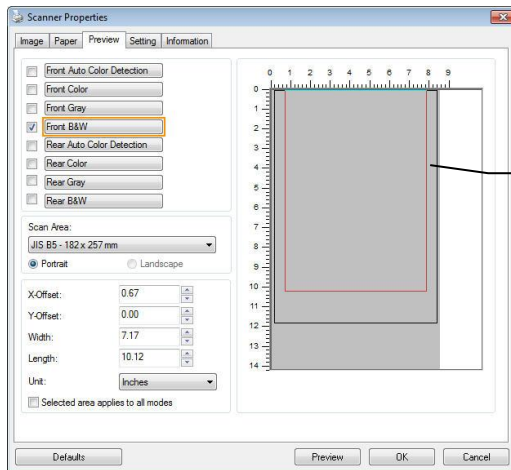 Scanner Properties
Image Paper Preview Setting Information
Front Auto Color Detection
Front Color
Front Gray
Front B&W
Rear Auto Color Detection
Rear Color
Rear Gray
Rear B&W
Scan Area:
JIS B5 - 182 x 257 mm
Portrait Landscape
X-Offset: 0.67
Y-Offset: 0.00
Width: 7.17
Length: 10.12
Unit: Inches
Selected area applies to all modes
0 1 2 3 4 5 6 7 8 9
0
1
2
3
4
5
6
7
8
9
10
11
12
13
14
Defaults Preview OK Cancel